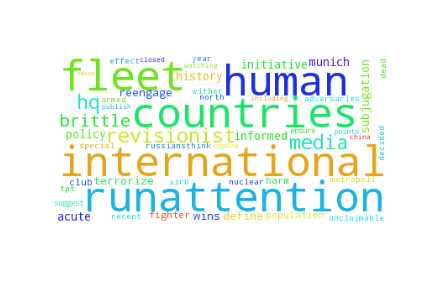 effect closed year
fleet human initiative munich dead
twice history watching
hq reengage wither
armed north including adversaries
publish countries subjugation
brittle media
policy revisionist informed ensure points
special russiansthink china decided
international
club terrorize airb nuclear harm metropoli
tpt runattention
suggest acute recent fighter wins define population unclaimable